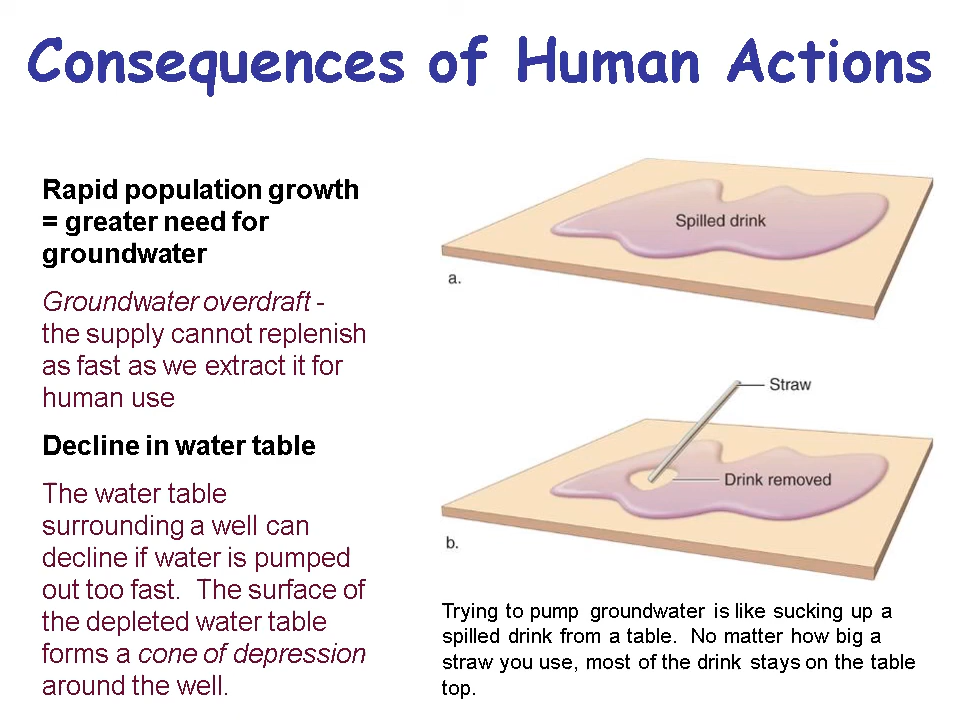 Consequences of Human Actions
Rapid population growth
= greater need for
groundwater
Groundwater overdraft -
the supply cannot replenish
as fast as we extract it for
human use
Decline in water table
The water table
surrounding a well can
decline if water is pumped
out too fast.  The surface of
the depleted water table
forms a cone of depression
around the well.
Spilled drink
a.
Straw
Drink removed
b.
Trying to pump groundwater is like sucking up a
spilled drink from a table.  No matter how big a
straw you use, most of the drink stays on the table
top.